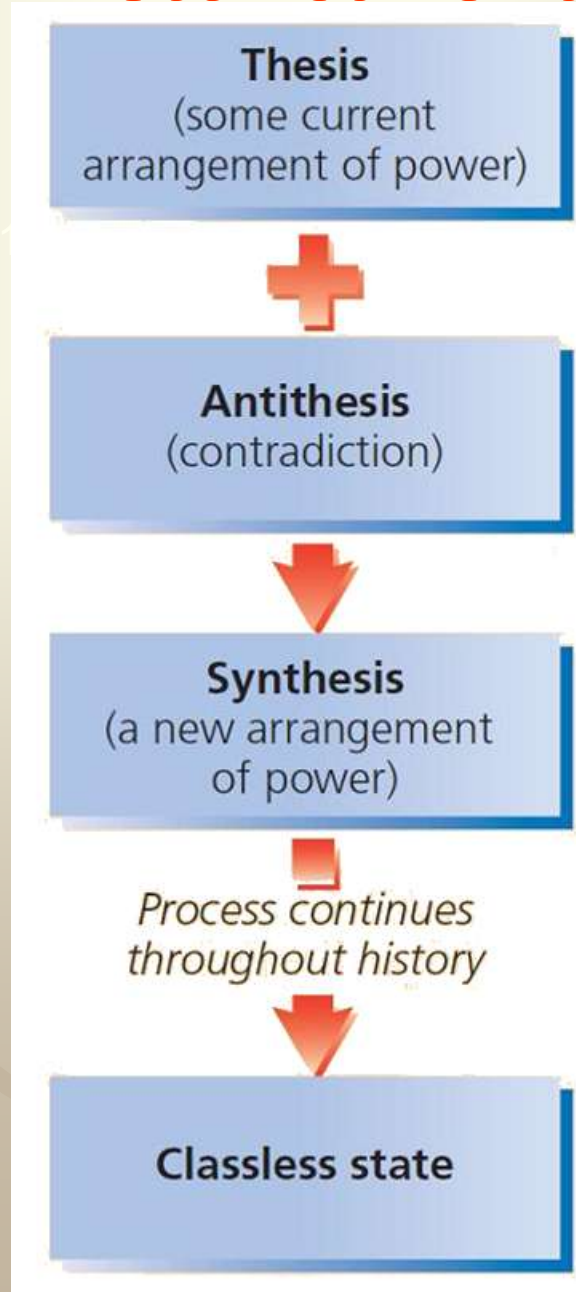 Thesis
(some current
arrangement of power)
Antithesis
(contradiction)
Synthesis
(a new arrangement
of power)
Process continues
throughout history
Classless state